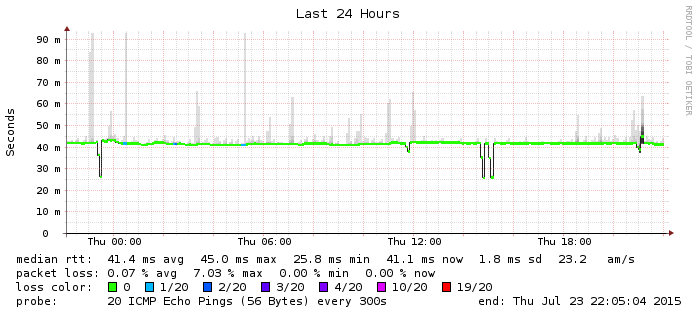 Last 24 Hours
RRDTOOL / TOBI OETIKER
Seconds
90 m
80 m
70 m
60 m
50 m
40 m
30 m
20 m
10 m
0
Thu 00:00 Thu 06:00 Thu 12:00 Thu 18:00
median rtt: 41.4 ms avg 45.0 ms max 25.8 ms min 41.1 ms now 1.8 ms sd 23.2 am/s
packet loss: 0.07 % avg 7.03 % max 0.00 % min 0.00 % now
loss color: 0 1/20 2/20 3/20 4/20 10/20 19/20
probe: 20 ICMP Echo Pings (56 Bytes) every 300s end: Thu Jul 23 22:05:04 2015